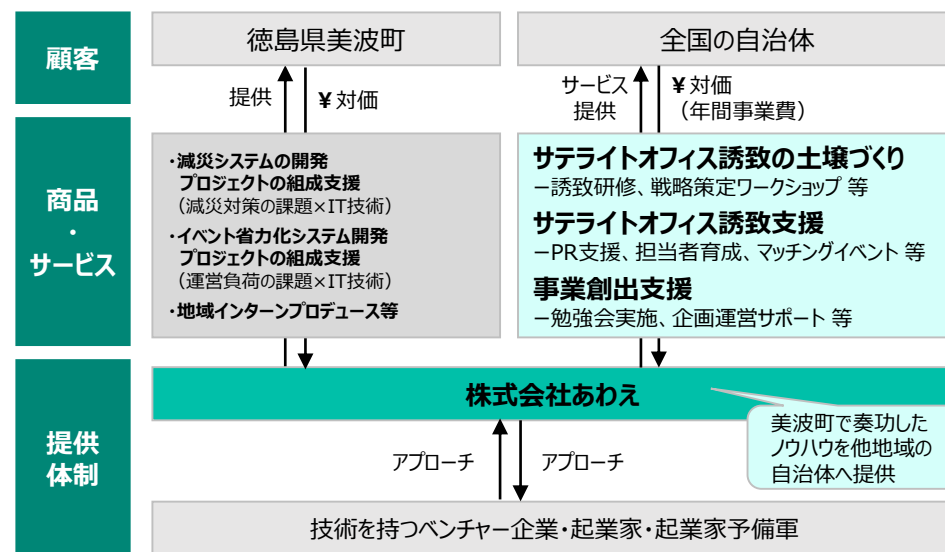 顧客
徳島県美波町
全国の自治体
提供
¥対価
サービス
提供
¥対価
（年間事業費）
商品
・
サービス
・減災システムの開発
プロジェクトの組成支援
（減災対策の課題×IT技術）
・イベント省力化システム開発
プロジェクトの組成支援
（運営負荷の課題×IT技術）
・地域インターンプロデュース等
サテライトオフィス誘致の土壌づくり
－誘致研修、戦略策定ワークショップ 等
サテライトオフィス誘致支援
－PR支援、担当者育成、マッチングイベント 等
事業創出支援
－勉強会実施、企画運営サポート 等
提供
体制
株式会社あわえ
美波町で奏功した
ノウハウを他地域の
自治体へ提供
アプローチ
アプローチ
技術を持つベンチャー企業・起業家・起業家予備軍